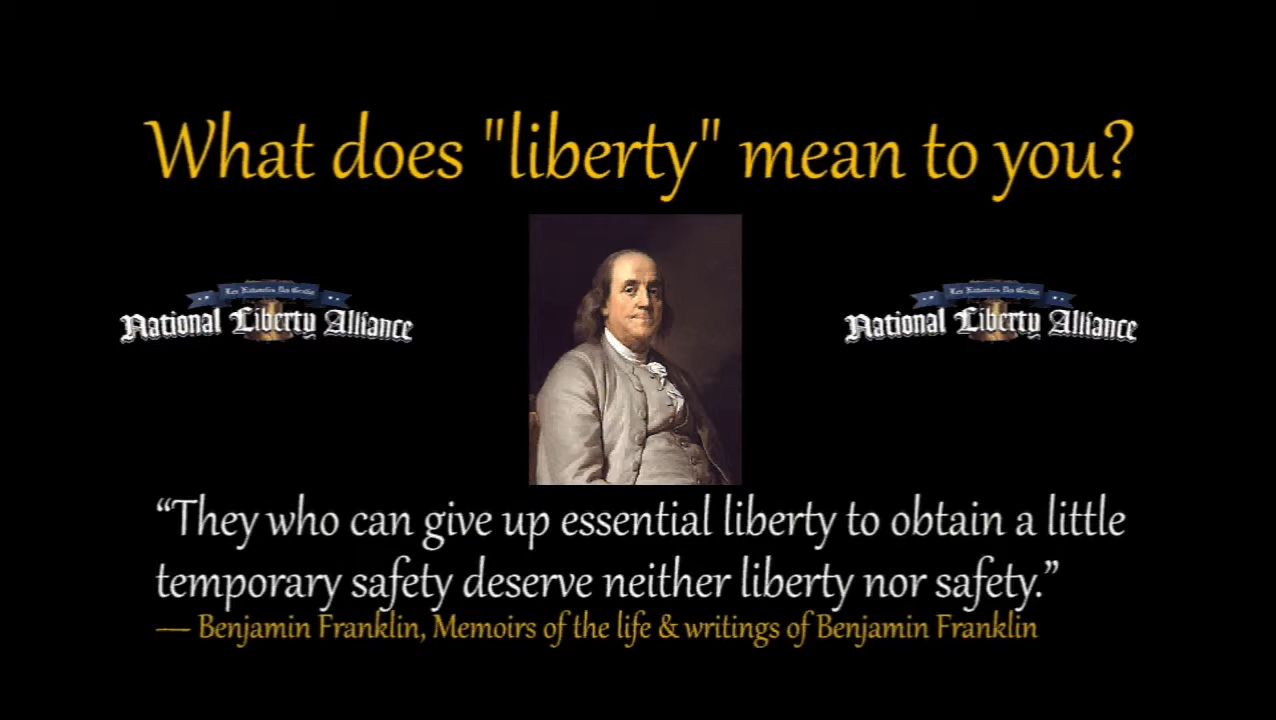 What does "liberty" mean to you?
National Liberty Alliance
National Liberty Alliance
“They who can give up essential liberty to obtain a little
temporary safety deserve neither liberty nor safety.”
— Benjamin Franklin, Memoirs of the life & writings of Benjamin Franklin